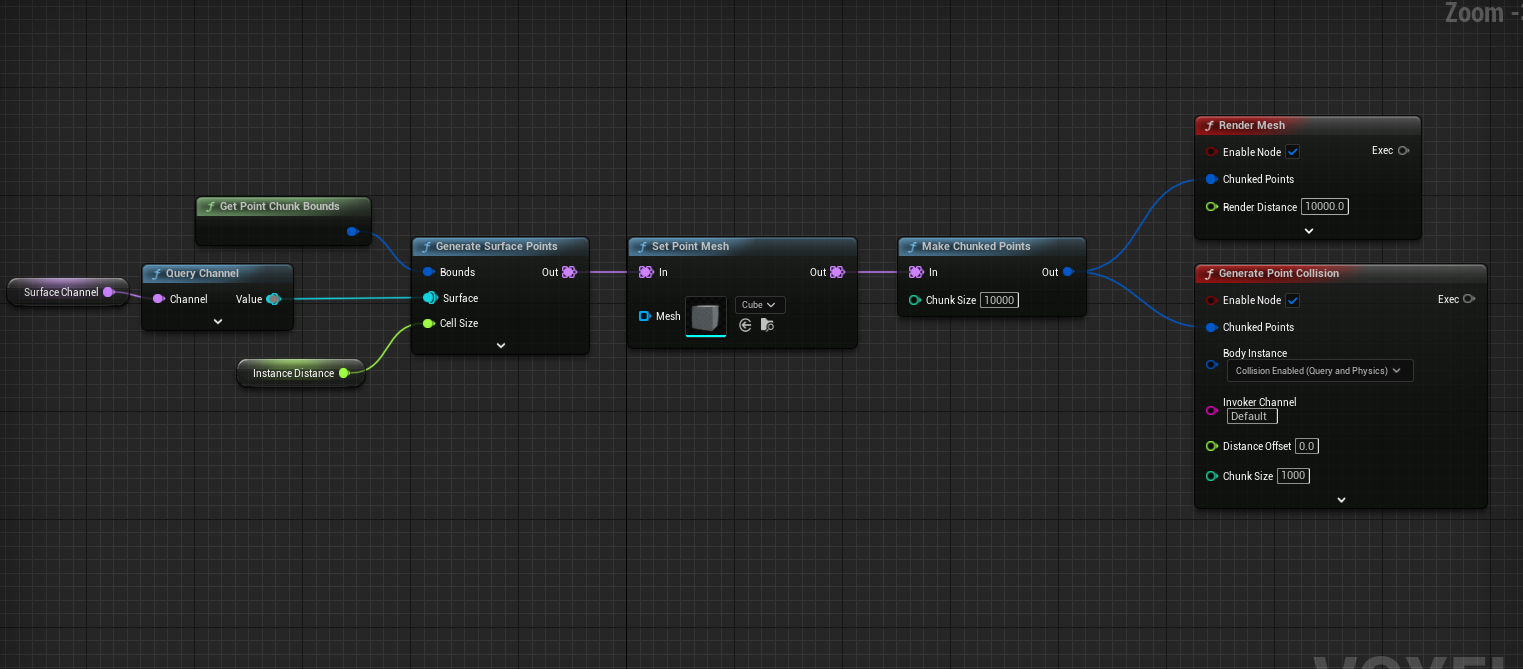 Zoom -
Render Mesh
Enable Node
Exec
Chunked Points
Render Distance 10000.0
Get Point Chunk Bounds
Generate Surface Points
Bounds
Out
Surface
Cell Size
Set Point Mesh
In
Out
Mesh
Cube
Make Chunked Points
In
Out
Chunk Size 10000
Surface Channel
Query Channel
Channel
Value
Instance Distance
Generate Point Collision
Enable Node
Exec
Chunked Points
Body Instance
Collision Enabled (Query and Physics)
Invoker Channel
Default
Distance Offset 0.0
Chunk Size 1000